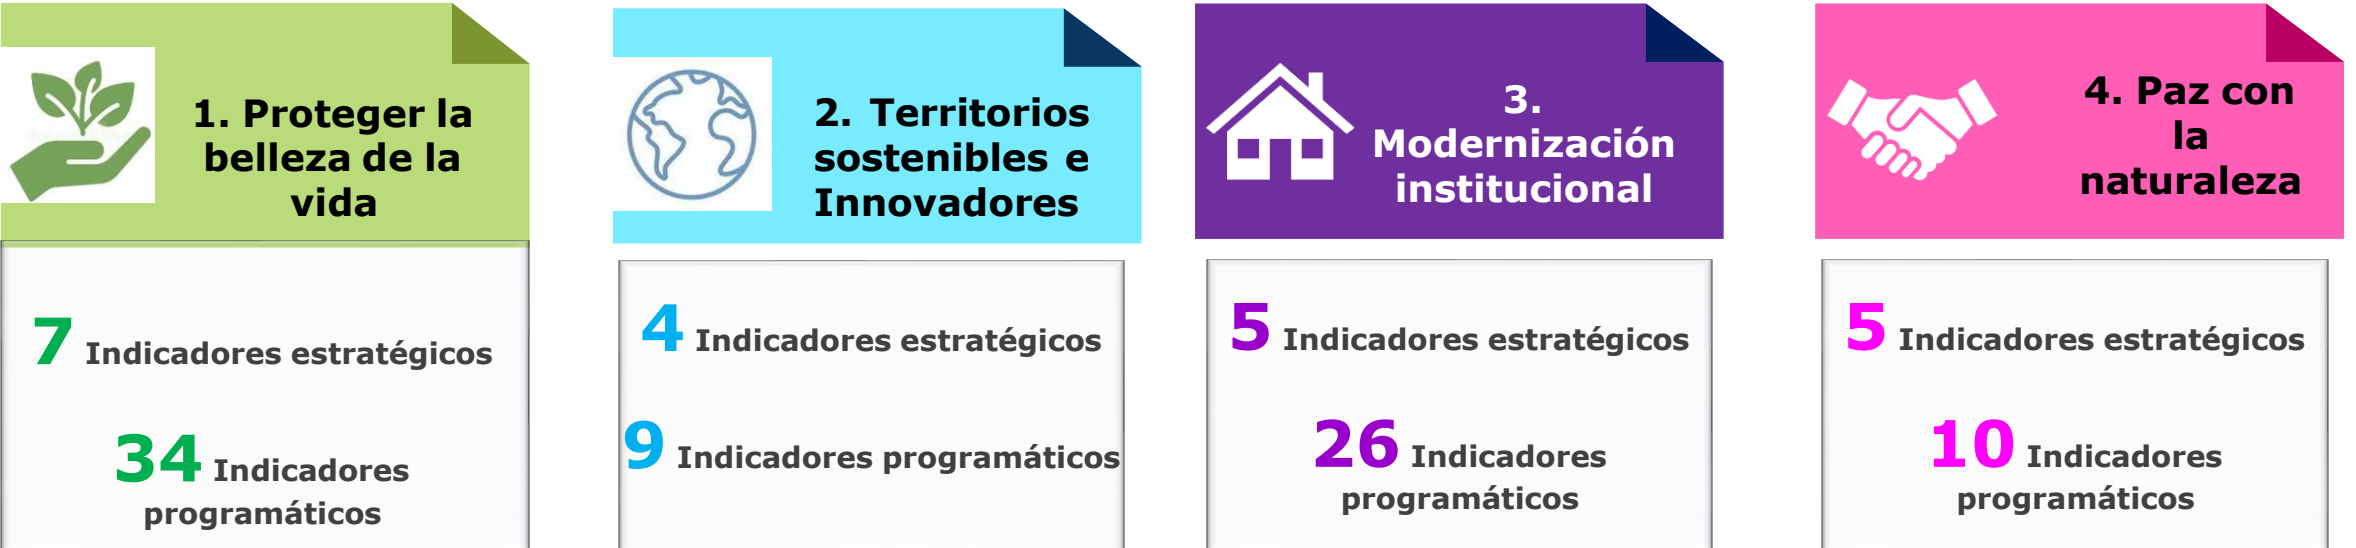 1. Proteger la
belleza de la
vida
7 Indicadores estratégicos
34 Indicadores
programáticos
2. Territorios
sostenibles e
Innovadores
4 Indicadores estratégicos
9 Indicadores programáticos
3.
Modernización
institucional
5 Indicadores estratégicos
26 Indicadores
programáticos
4. Paz con
la
naturaleza
5 Indicadores estratégicos
10 Indicadores
programáticos